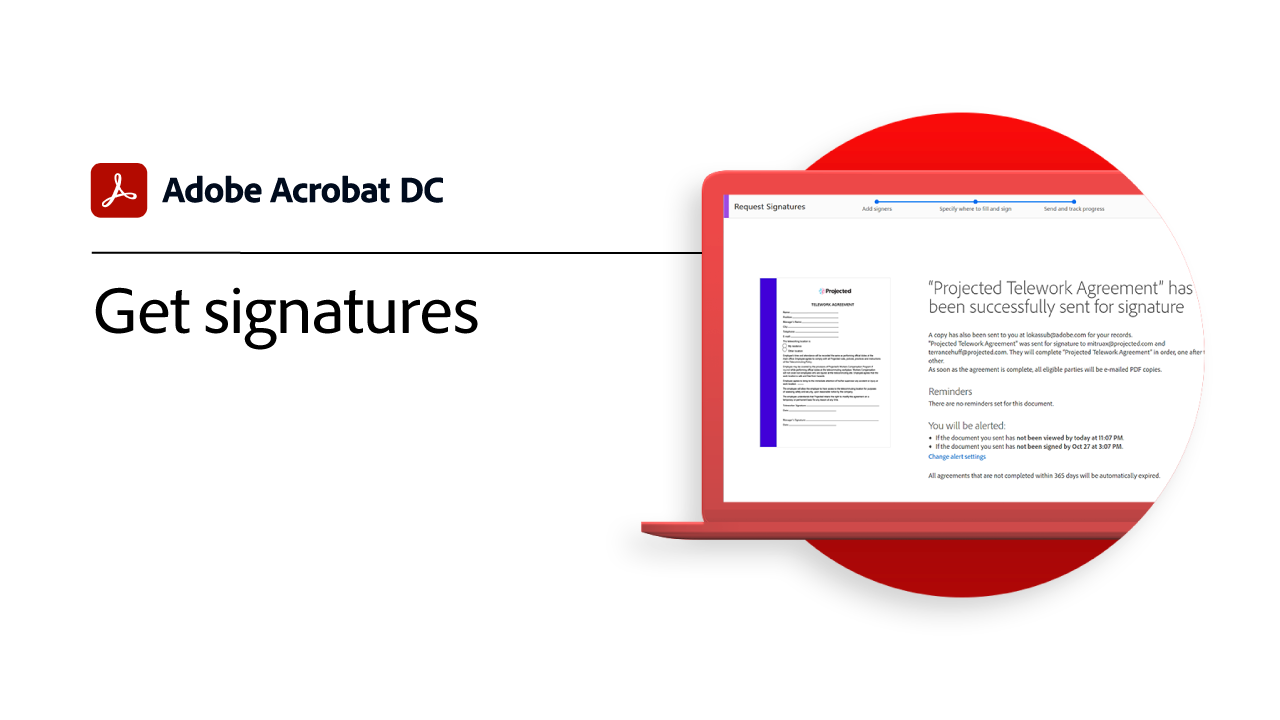 Adobe Acrobat DC
Get signatures
Request Signatures
Add signers
Specify where to fill and sign
Send and track progress
Projected
TELEWORK AGREEMENT
"Projected Telework Agreement" has
been successfully sent for signature
A copy has also been sent to you at lokassub@adobe.com for your records.
"Projected Telework Agreement" was sent for signature to mitruax@projected.com and
terrancehuff@projected.com. They will complete "Projected Telework Agreement" in order, one after
other.
As soon as the agreement is complete, all eligible parties will be e-mailed PDF copies.
Reminders
There are no reminders set for this document.
You will be alerted:
• If the document you sent has not been viewed by today at 11:07 PM.
• If the document you sent has not been signed by Oct 27 at 3:07 PM.
Change alert settings
All agreements that are not completed within 365 days will be automatically expired.